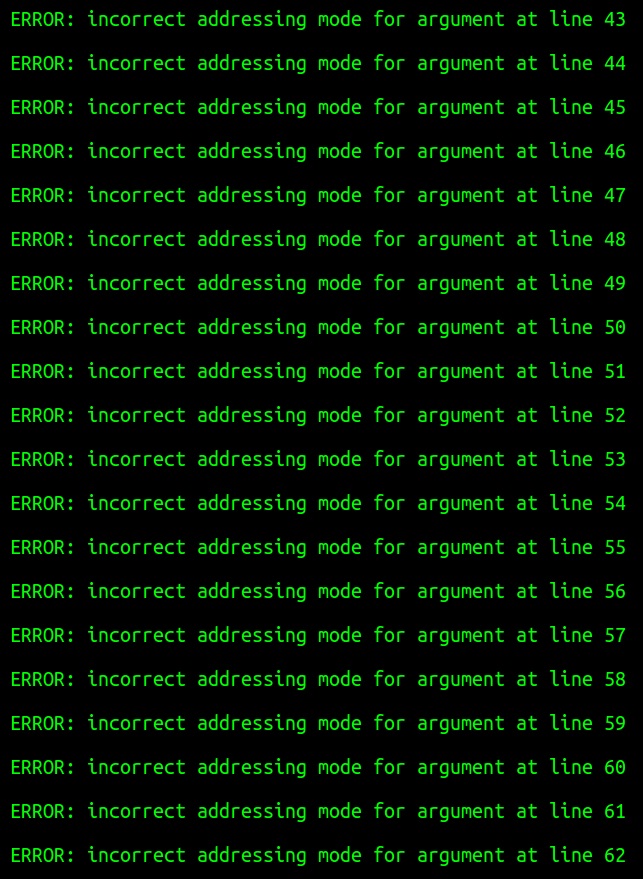 ERROR: incorrect addressing mode for argument at line 43
ERROR: incorrect addressing mode for argument at line 44
ERROR: incorrect addressing mode for argument at line 45
ERROR: incorrect addressing mode for argument at line 46
ERROR: incorrect addressing mode for argument at line 47
ERROR: incorrect addressing mode for argument at line 48
ERROR: incorrect addressing mode for argument at line 49
ERROR: incorrect addressing mode for argument at line 50
ERROR: incorrect addressing mode for argument at line 51
ERROR: incorrect addressing mode for argument at line 52
ERROR: incorrect addressing mode for argument at line 53
ERROR: incorrect addressing mode for argument at line 54
ERROR: incorrect addressing mode for argument at line 55
ERROR: incorrect addressing mode for argument at line 56
ERROR: incorrect addressing mode for argument at line 57
ERROR: incorrect addressing mode for argument at line 58
ERROR: incorrect addressing mode for argument at line 59
ERROR: incorrect addressing mode for argument at line 60
ERROR: incorrect addressing mode for argument at line 61
ERROR: incorrect addressing mode for argument at line 62